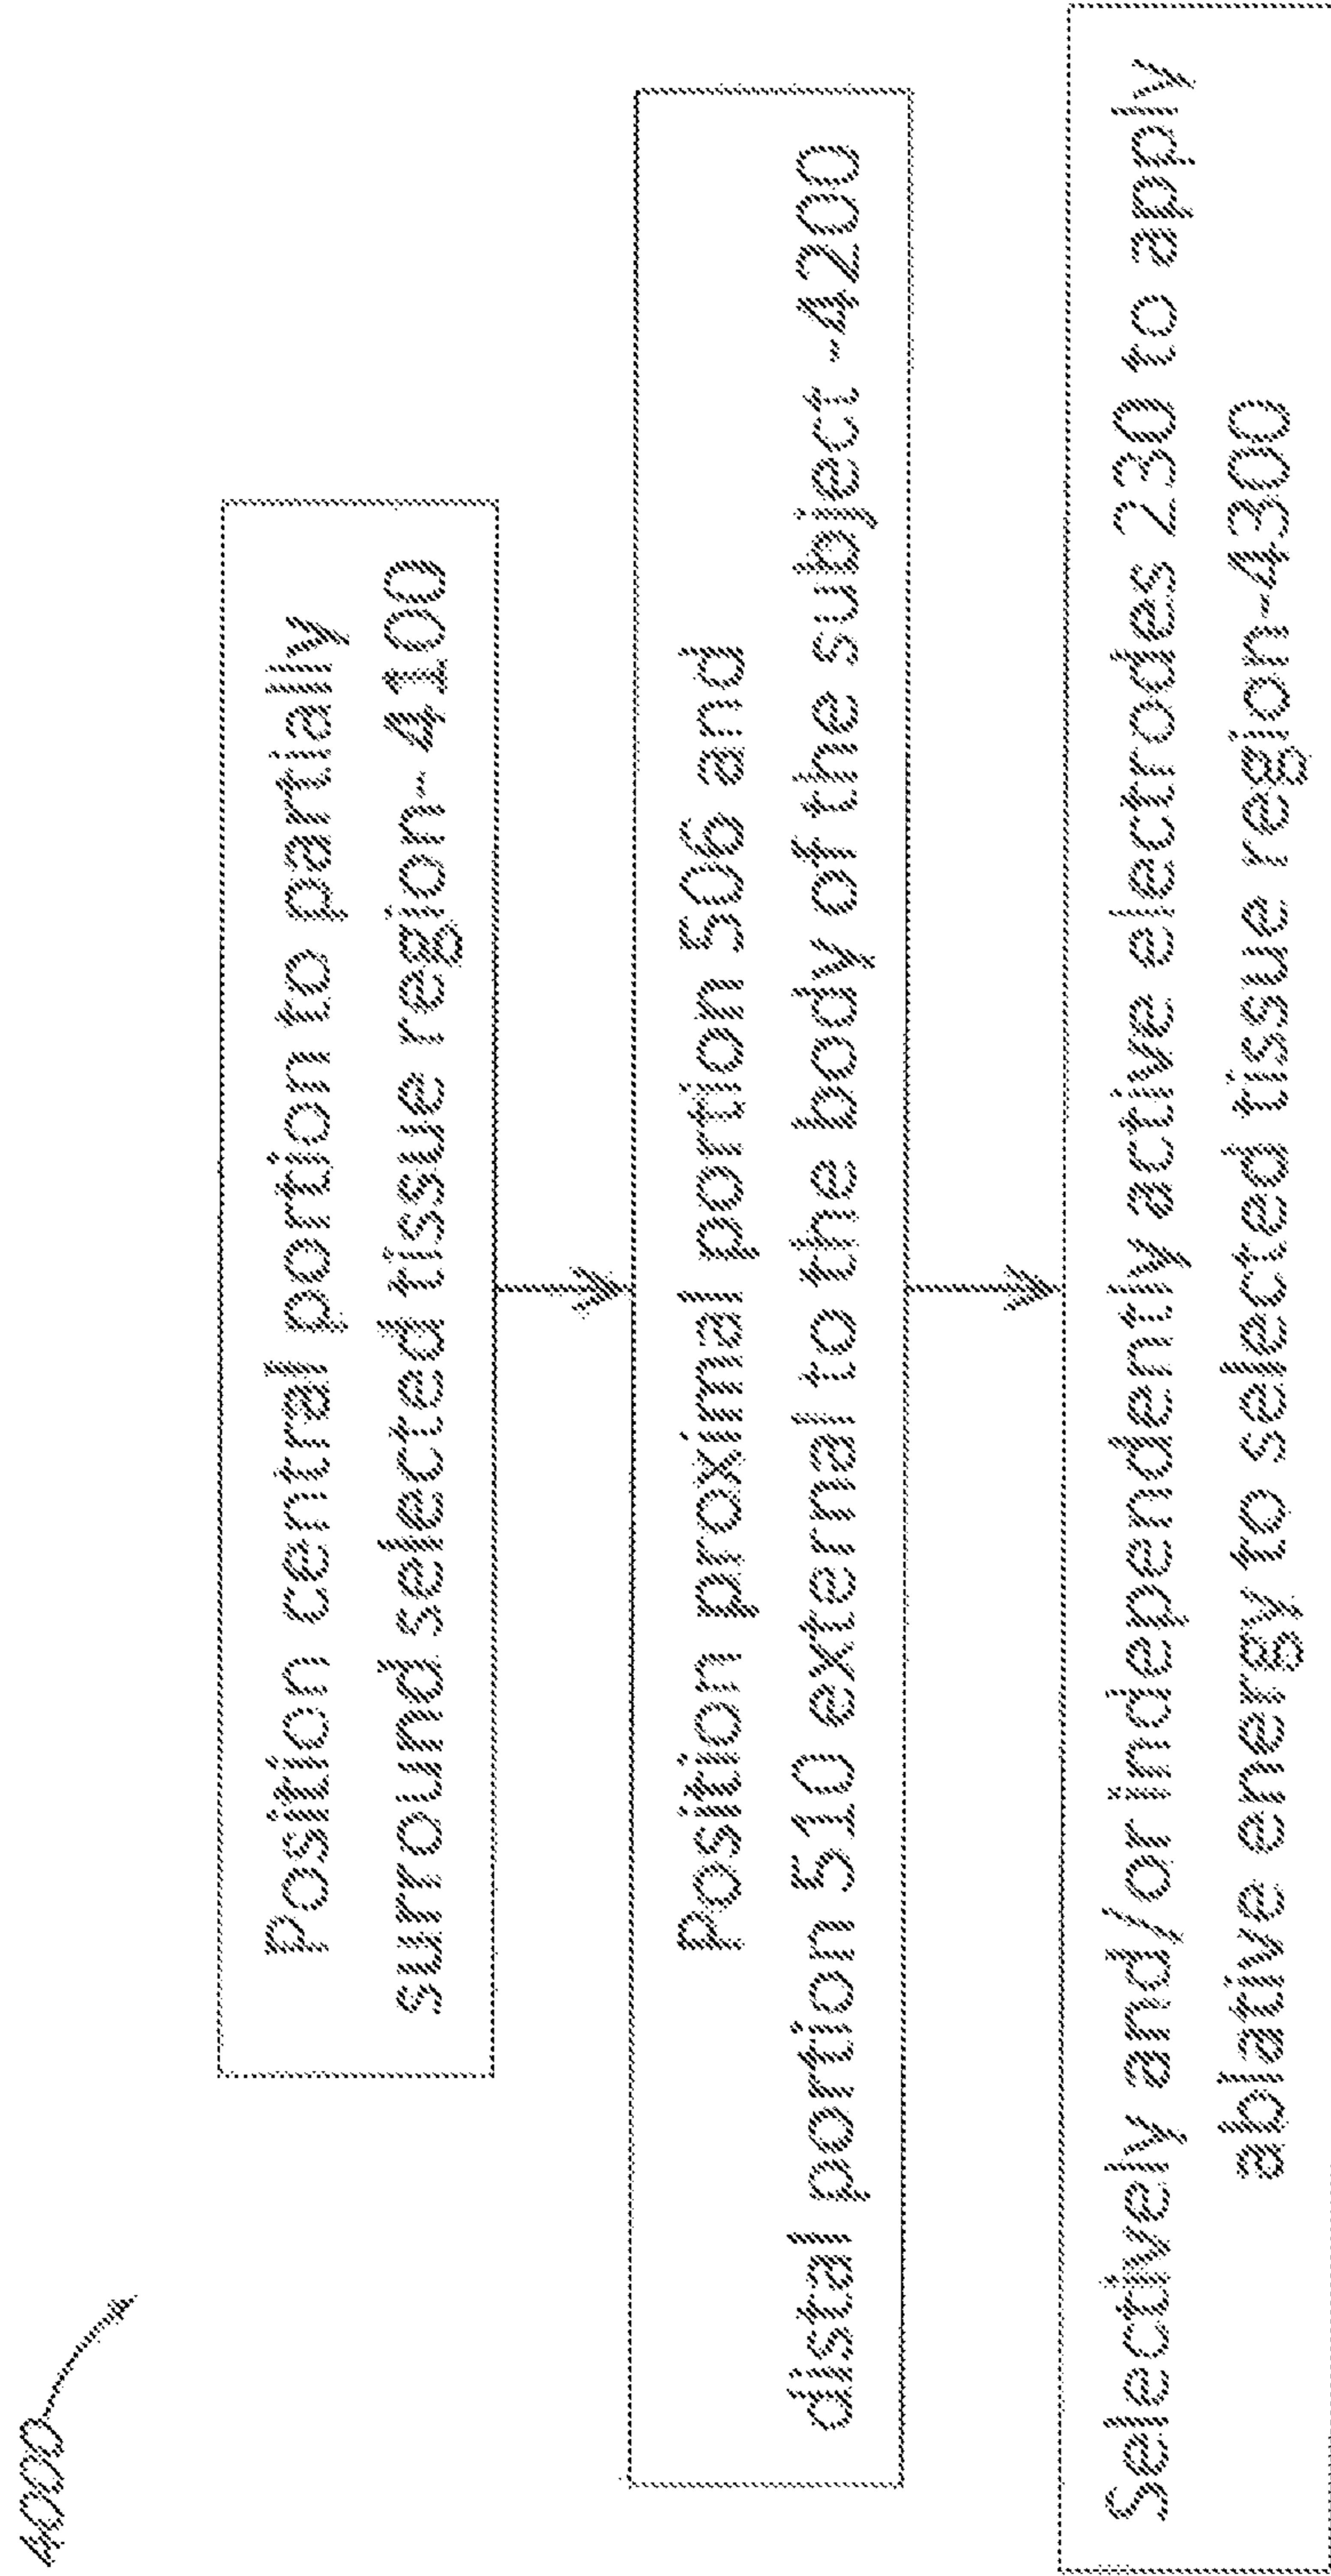 4000
Position central portion to partially
surround selected tissue region- 4100
Position proximal portion 506 and
distal portion 510 external to the body of the subject -4200
Selectively and/or independently active electrodes 230 to apply
ablative energy to selected tissue region-4300